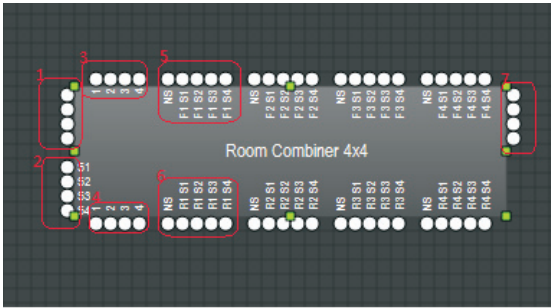 3
5
1
7
1 2 3 4
NS F1 S1 F1 S2 F1 S3 F1 S4
NS F2 S1 F2 S2 F2 S3 F2 S4
NS F3 S1 F3 S2 F3 S3 F3 S4
NS F4 S1 F4 S2 F4 S3 F4 S4
Room Combiner 4x4
2
S1
S2
S3
S4
4
6
1 2 3 4
NS R1 S1 R1 S2 R1 S3 R1 S4
NS R2 S1 R2 S2 R2 S3 R2 S4
NS R3 S1 R3 S2 R3 S3 R3 S4
NS R4 S1 R4 S2 R4 S3 R4 S4